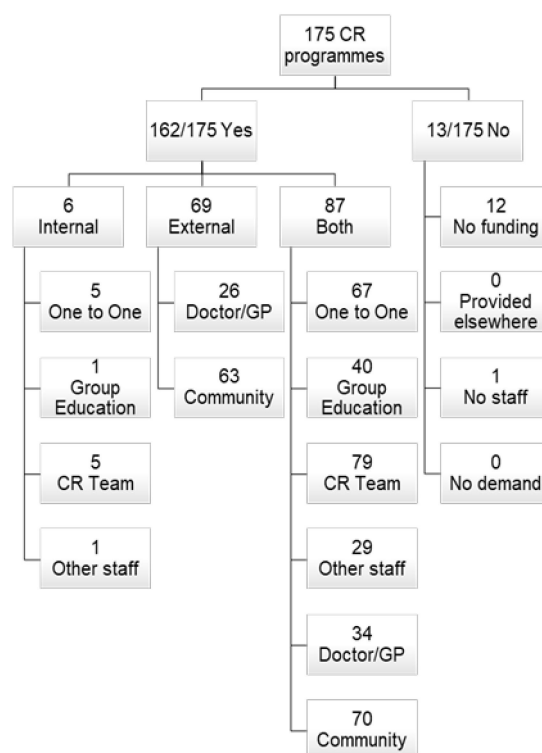 175 CR
programmes
162/175 Yes
13/175 No
6
Internal
69
External
87
Both
12
No funding
5
One to One
26
Doctor/GP
67
One to One
0
Provided
elsewhere
1
Group
Education
63
Community
40
Group
Education
1
No staff
5
CR Team
79
CR Team
0
No demand
1
Other staff
29
Other staff
34
Doctor/GP
70
Community